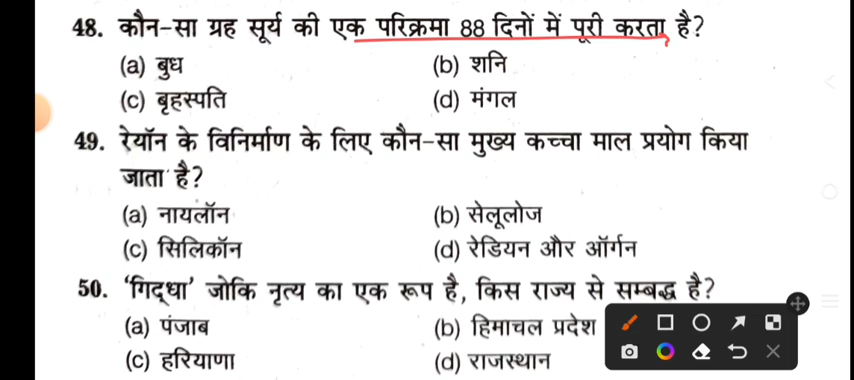 48. कौन-सा ग्रह सूर्य की एक परिक्रमा 88 दिनों में पूरी करता है?
(a) बुध (b) शनि
(c) बृहस्पति (d) मंगल
49. रेयॉन के विनिर्माण के लिए कौन-सा मुख्य कच्चा माल प्रयोग किया
जाता है?
(a) नायलॉन (b) सेलूलोज
(c) सिलिकॉन (d) रेडियन और ऑर्गन
50. 'गिद्धा' जोकि नृत्य का एक रूप है, किस राज्य से सम्बद्ध है?
(a) पंजाब (b) हिमाचल प्रदेश
(c) हरियाणा (d) राजस्थान